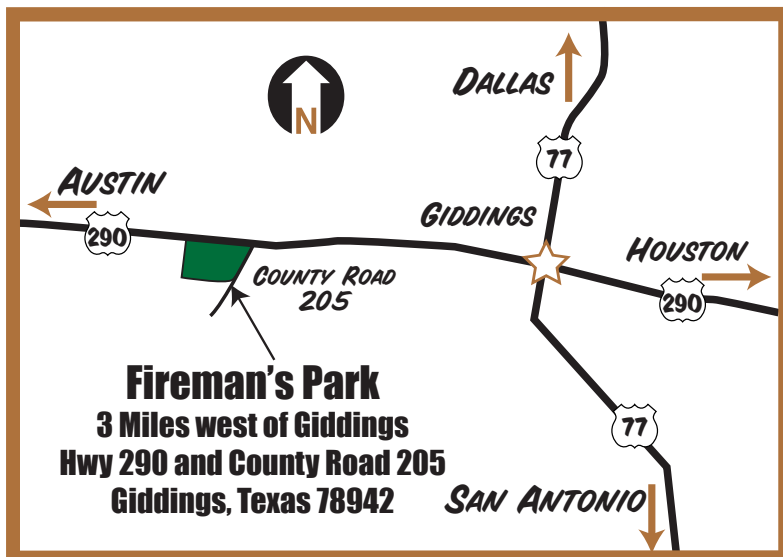 N
DALLAS
77
AUSTIN
290
GIDDINGS
HOUSTON
290
COUNTY ROAD
205
Fireman's Park
3 Miles west of Giddings
Hwy 290 and County Road 205
Giddings, Texas 78942
77
SAN ANTONIO